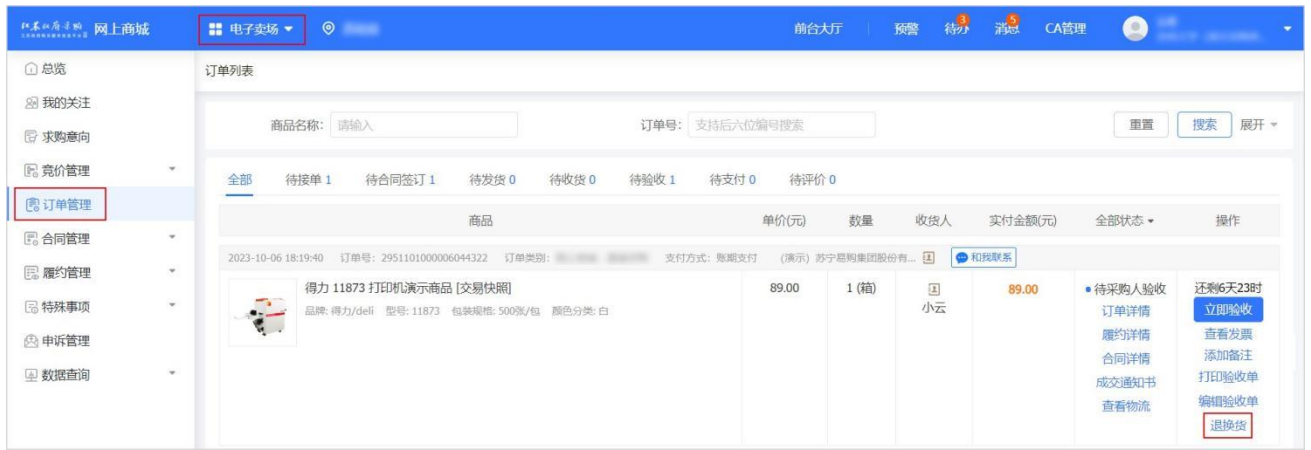 网上商城
电子卖场
前台大厅
预警
待办 3
消息 5
CA管理
总览
我的关注
求购意向
竞价管理
订单管理
合同管理
履约管理
特殊事项
申诉管理
数据查询
订单列表
商品名称: 请输入 订单号: 支持后六位编号搜索 重置 搜索 展开
全部 待接单 1 待合同签订 1 待发货 0 待收货 0 待验收 1 待支付 0 待评价 0
商品 单价(元) 数量 收货人 实付金额(元) 全部状态 操作
2023-10-06 18:19:40 订单号: 2951101000006044322 订单类别: 支付方式: 账期支付 (演示) 苏宁易购集团股份有... 和我联系
得力 11873 打印机演示商品 [交易快照] 89.00 1 (箱) 小云 89.00
品牌: 得力/deli 型号: 11873 包装规格: 500张/包 颜色分类: 白
待采购人验收
订单详情
履约详情
合同详情
成交通知书
查看物流
还剩6天23时
立即验收
查看发票
添加备注
打印验收单
编辑验收单
退换货